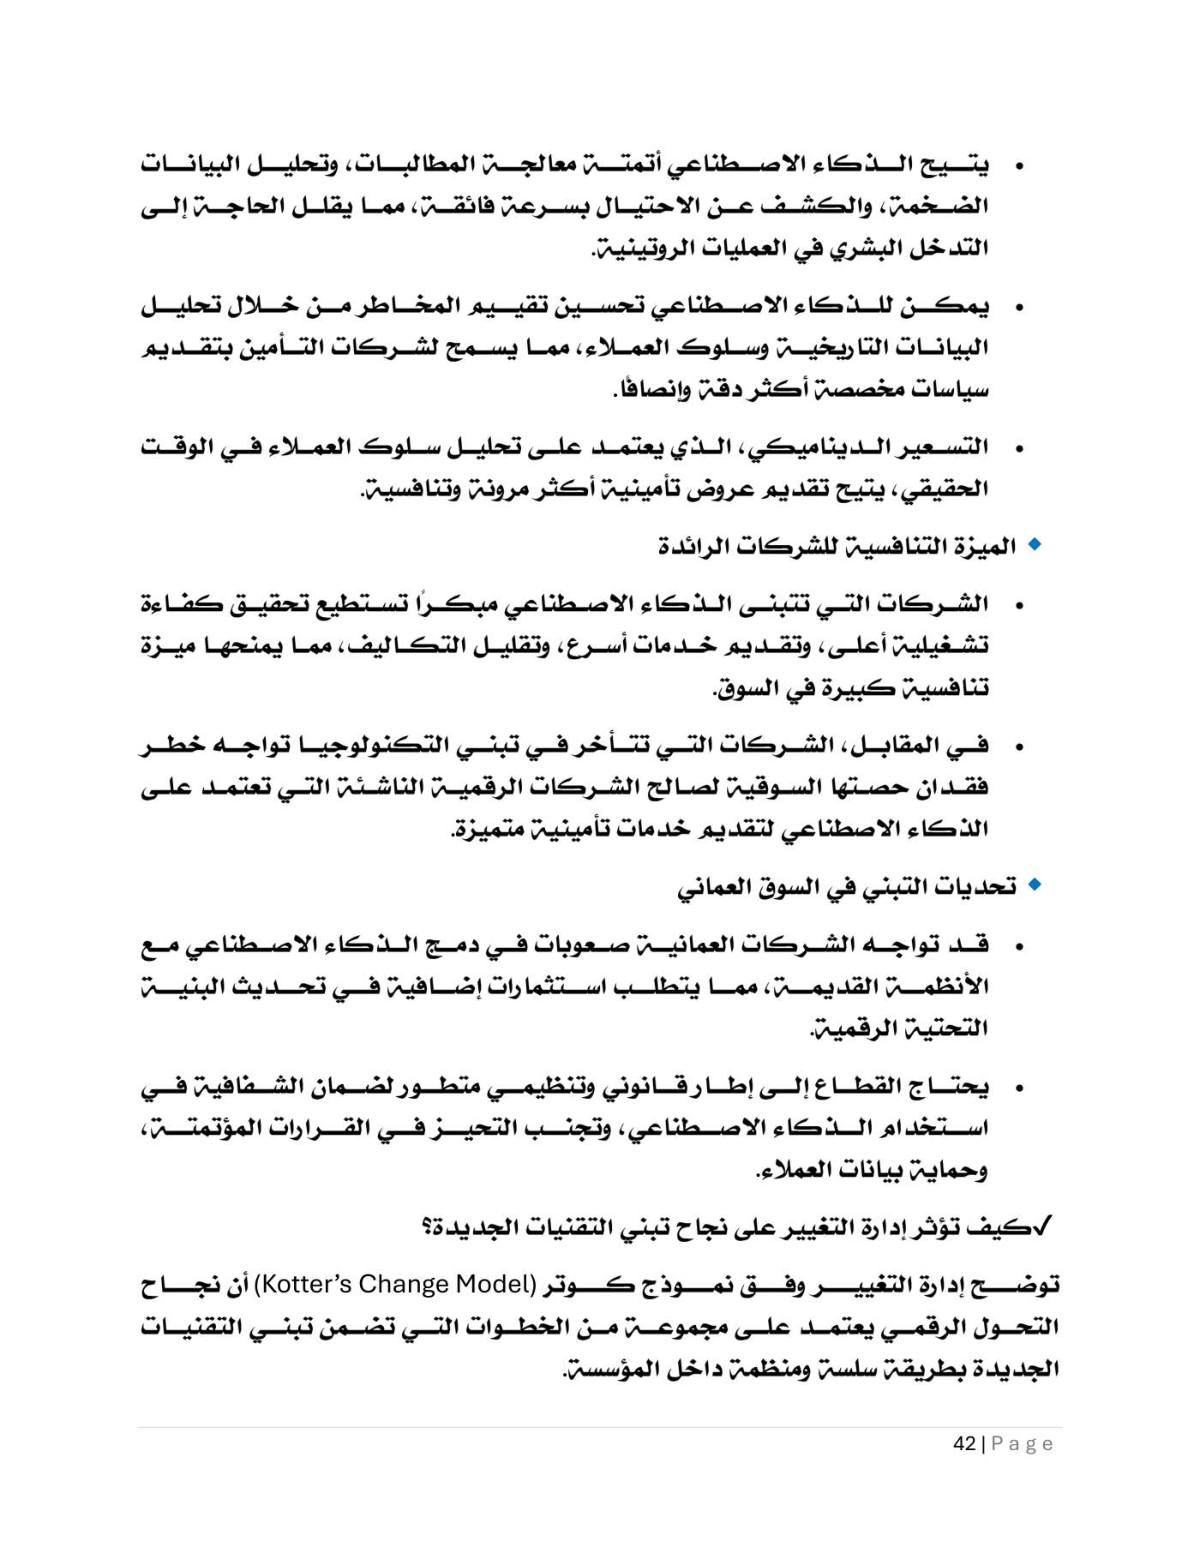 • يتيح الذكاء الاصطناعي أتمتة معالجة المطالبات، وتحليل البيانات
الضخمة، والكشف عن الاحتيال بسرعة فائقة، مما يقلل الحاجة إلى
التدخل البشري في العمليات الروتينية.
• يمكن للذكاء الاصطناعي تحسين تقييم المخاطر من خلال تحليل
البيانات التاريخية وسلوك العملاء، مما يسمح لشركات التأمين بتقديم
سياسات مخصصة أكثر دقة وإنصافًا.
• التسعير الديناميكي، الذي يعتمد على تحليل سلوك العملاء في الوقت
الحقيقي، يتيح تقديم عروض تأمينية أكثر مرونة وتنافسية.
🔹 الميزة التنافسية للشركات الرائدة
• الشركات التي تتبنى الذكاء الاصطناعي مبكرًا تستطيع تحقيق كفاءة
تشغيلية أعلى، وتقديم خدمات أسرع، وتقليل التكاليف، مما يمنحها ميزة
تنافسية كبيرة في السوق.
• في المقابل، الشركات التي تتأخر في تبني التكنولوجيا تواجه خطر
فقدان حصتها السوقية لصالح الشركات الرقمية الناشئة التي تعتمد على
الذكاء الاصطناعي لتقديم خدمات تأمينية متميزة.
🔹 تحديات التبني في السوق العماني
• قد تواجه الشركات العمانية صعوبات في دمج الذكاء الاصطناعي مع
الأنظمة القديمة، مما يتطلب استثمارات إضافية في تحديث البنية
التحتية الرقمية.
• يحتاج القطاع إلى إطار قانوني وتنظيمي متطور لضمان الشفافية في
استخدام الذكاء الاصطناعي، وتجنب التحيز في القرارات المؤتمتة،
وحماية بيانات العملاء.
✓كيف تؤثر إدارة التغيير على نجاح تبني التقنيات الجديدة؟
توضح إدارة التغيير وفق نموذج كوتر (Kotter’s Change Model) أن نجاح
التحول الرقمي يعتمد على مجموعة من الخطوات التي تضمن تبني التقنيات
الجديدة بطريقة سلسة ومنظمة داخل المؤسسة.
42 | Page